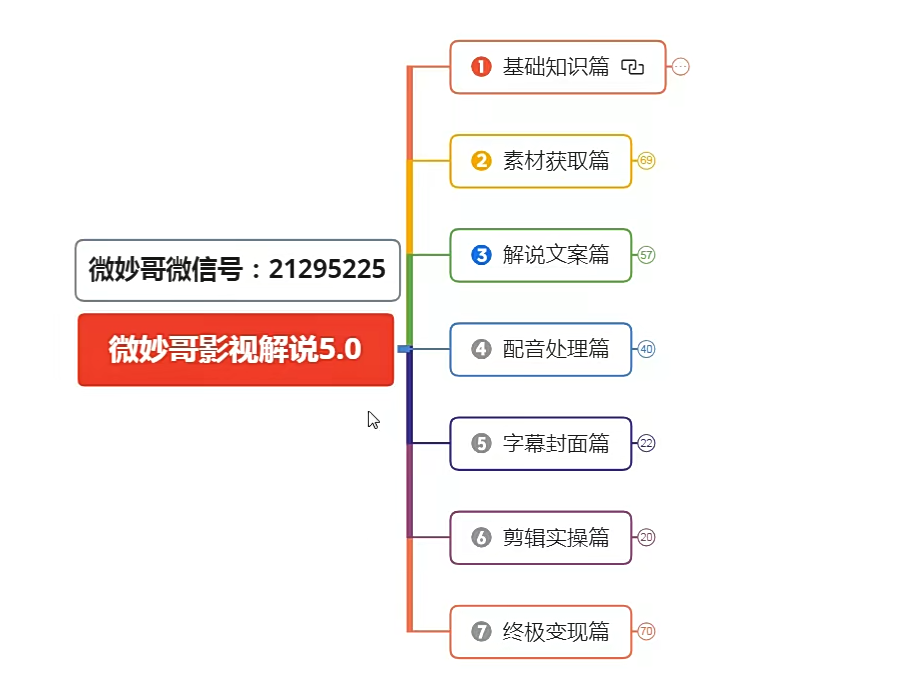 微妙哥微信号：21295225
微妙哥影视解说5.0
1 基础知识篇
2 素材获取篇 69
3 解说文案篇 57
4 配音处理篇 40
5 字幕封面篇 22
6 剪辑实操篇 20
7 终极变现篇 70